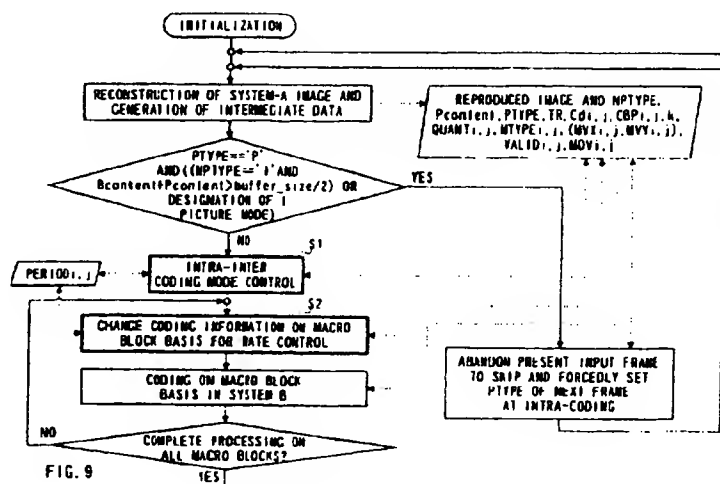 INITIALIZATION
RECONSTRUCTION OF SYSTEM-A IMAGE AND
GENERATION OF INTERMEDIATE DATA
REPRODUCED IMAGE AND NPTYPE,
Pcontent, PTYPE, TR, Cdi, j, CBPi, j, k,
QUANTi, j, MTYPEi, j, (MVXi, j, MVYi, j),
VALIDi, j, MOVi, j
PTYPE=='P'
AND((NPTYPE=='I' AND
Bcontent+Pcontent>buffer_size/2) OR
DESIGNATION OF I
PICTURE MODE)
YES
NO
S1
PERIODi, j
INTRA-INTER
CODING MODE CONTROL
S2
CHANGE CODING INFORMATION ON MACRO
BLOCK BASIS FOR RATE CONTROL
CODING ON MACRO BLOCK
BASIS IN SYSTEM B
ABANDON PRESENT INPUT FRAME
TO SKIP AND FORCEDLY SET
PTYPE OF NEXT FRAME
AT INTRA-CODING
NO
COMPLETE PROCESSING ON
ALL MACRO BLOCKS?
FIG. 9
YES